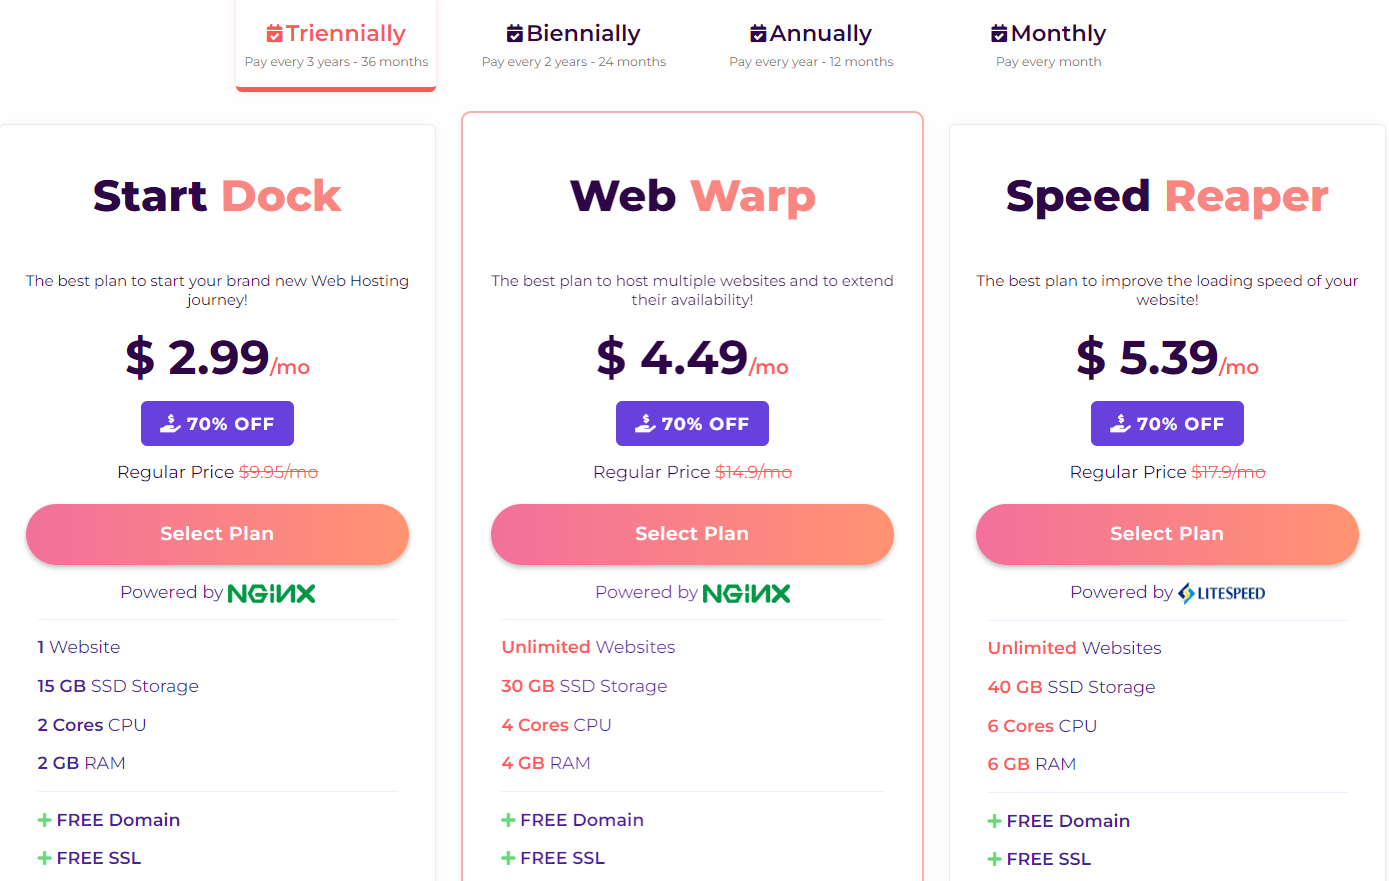 Triennially
Pay every 3 years - 36 months
Biennially
Pay every 2 years - 24 months
Annually
Pay every year - 12 months
Monthly
Pay every month
Start Dock
The best plan to start your brand new Web Hosting
journey!
$ 2.99/mo
70% OFF
Regular Price $9.95/mo
Select Plan
Powered by NGINX
1 Website
15 GB SSD Storage
2 Cores CPU
2 GB RAM
FREE Domain
FREE SSL
Web Warp
The best plan to host multiple websites and to extend
their availability!
$ 4.49/mo
70% OFF
Regular Price $14.9/mo
Select Plan
Powered by NGINX
Unlimited Websites
30 GB SSD Storage
4 Cores CPU
4 GB RAM
FREE Domain
FREE SSL
Speed Reaper
The best plan to improve the loading speed of your
website!
$ 5.39/mo
70% OFF
Regular Price $17.9/mo
Select Plan
Powered by LITESPEED
Unlimited Websites
40 GB SSD Storage
6 Cores CPU
6 GB RAM
FREE Domain
FREE SSL